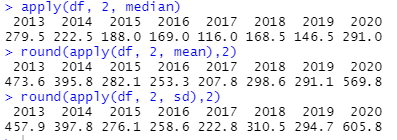 > apply(df, 2, median)
2013 2014 2015 2016 2017 2018 2019 2020
279.5 222.5 188.0 169.0 116.0 168.5 146.5 291.0
> round(apply(df, 2, mean),2)
2013 2014 2015 2016 2017 2018 2019 2020
473.6 395.8 282.1 253.3 207.8 298.6 291.1 569.8
> round(apply(df, 2, sd),2)
2013 2014 2015 2016 2017 2018 2019 2020
457.9 397.8 276.1 258.6 222.8 310.5 294.7 605.8